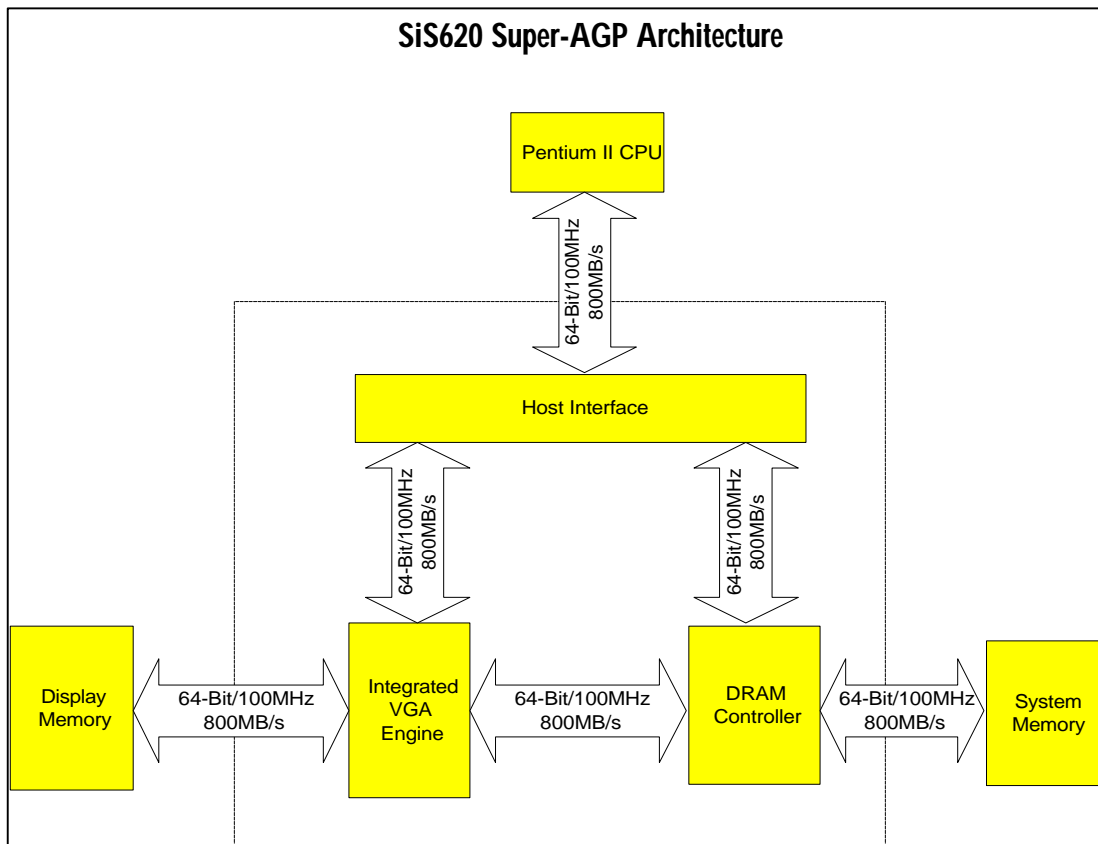 SiS620 Super-AGP Architecture
Pentium II CPU
64-Bit/100MHz
800MB/s
Host Interface
64-Bit/100MHz
800MB/s
64-Bit/100MHz
800MB/s
Display
Memory
64-Bit/100MHz
800MB/s
Integrated
VGA
Engine
64-Bit/100MHz
800MB/s
DRAM
Controller
64-Bit/100MHz
800MB/s
System
Memory